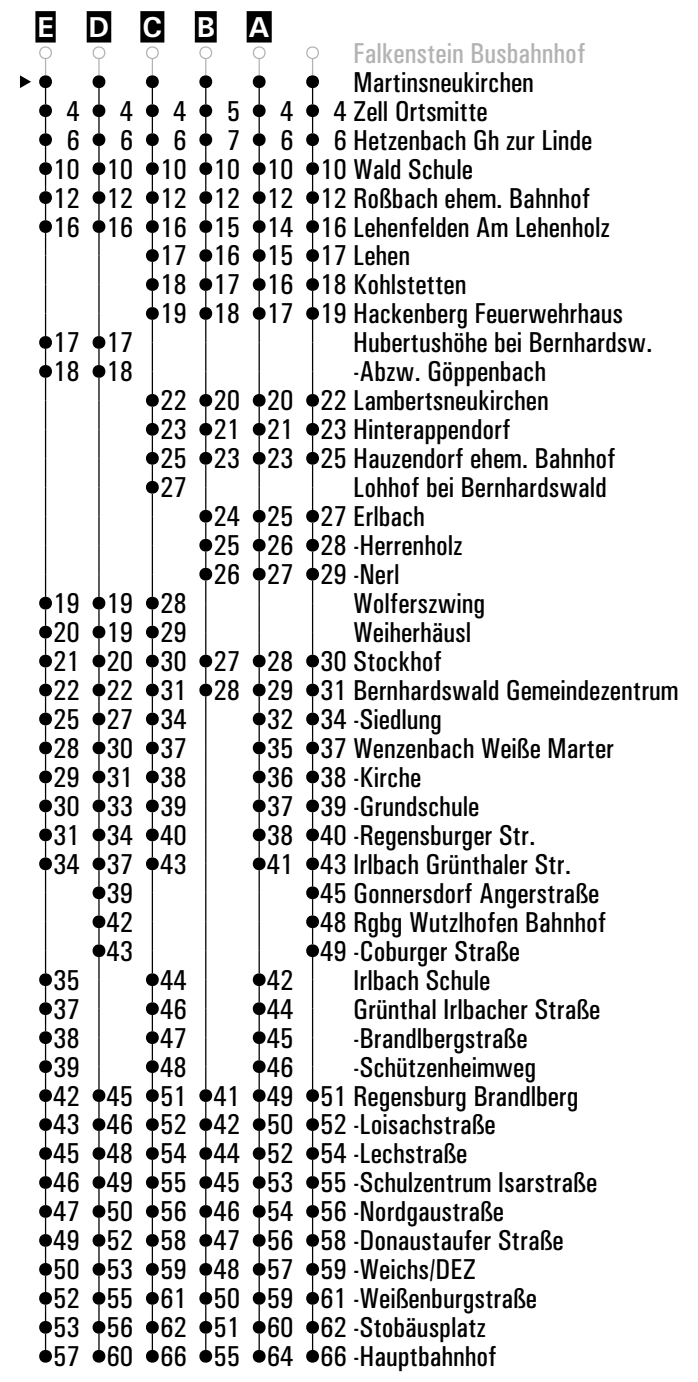 E D C B A
Falkenstein Busbahnhof
Martinsneukirchen
4 4 4 5 4 4 Zell Ortsmitte
6 6 6 7 6 6 Hetzenbach Gh zur Linde
10 10 10 10 10 10 Wald Schule
12 12 12 12 12 12 Roßbach ehem. Bahnhof
16 16 16 15 14 16 Lehenfelden Am Lehenholz
17 16 15 17 Lehen
18 17 16 18 Kohlstetten
19 18 17 19 Hackenberg Feuerwehrhaus
17 17 Hubertushöhe bei Bernhardsw.
18 18 -Abzw. Göppenbach
22 20 20 22 Lambertsneukirchen
23 21 21 23 Hinterappendorf
25 23 23 25 Hauzendorf ehem. Bahnhof
27 Lohhof bei Bernhardswald
24 25 27 Erlbach
25 26 28 -Herrenholz
26 27 29 -Nerl
19 19 28 Wolferszwing
20 19 29 Weiherhäusl
21 20 30 27 28 30 Stockhof
22 22 31 28 29 31 Bernhardswald Gemeindezentrum
25 27 34 32 34 -Siedlung
28 30 37 35 37 Wenzenbach Weiße Marter
29 31 38 36 38 -Kirche
30 33 39 37 39 -Grundschule
31 34 40 38 40 -Regensburger Str.
34 37 43 41 43 Irlbach Grünthaler Str.
39 45 Gonnersdorf Angerstraße
42 48 Rgbg Wutzlhofen Bahnhof
43 49 -Coburger Straße
35 44 42 Irlbach Schule
37 46 44 Grünthal Irlbacher Straße
38 47 45 -Brandlbergstraße
39 48 46 -Schützenheimweg
42 45 51 41 49 51 Regensburg Brandlberg
43 46 52 42 50 52 -Loisachstraße
45 48 54 44 52 54 -Lechstraße
46 49 55 45 53 55 -Schulzentrum Isarstraße
47 50 56 46 54 56 -Nordgaustraße
49 52 58 47 56 58 -Donaustaufer Straße
50 53 59 48 57 59 -Weichs/DEZ
52 55 61 50 59 61 -Weißenburgstraße
53 56 62 51 60 62 -Stobäusplatz
57 60 66 55 64 66 -Hauptbahnhof